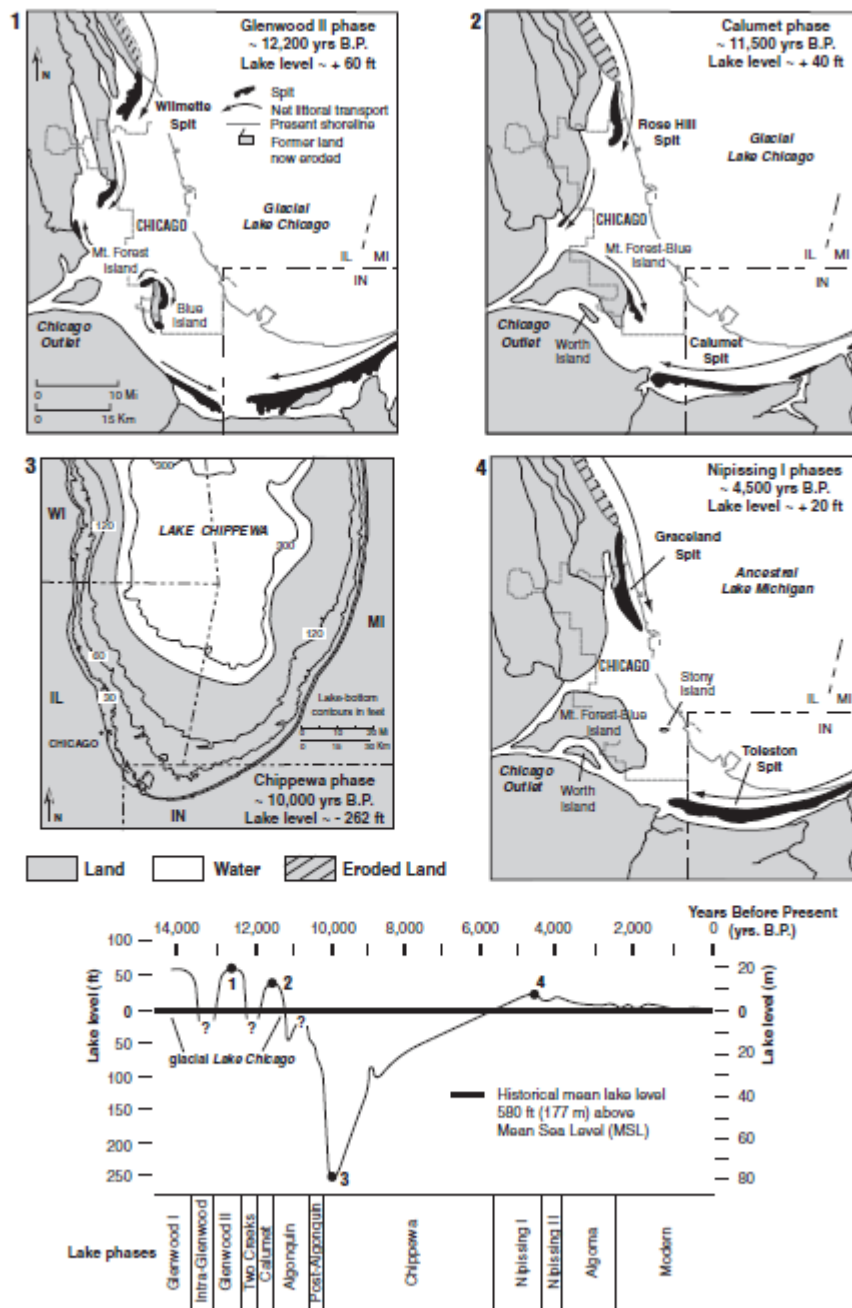 1
Glenwood II phase
~ 12,200 yrs B.P.
Lake level ~ + 60 ft
N
Spit
Net littoral transport
Present shoreline
Former land
now eroded
Wilmette
Spit
CHICAGO
Glacial
Lake Chicago
Mt. Forest
Island
IL
MI
IN
Blue
Island
Chicago
Outlet
0
10 Mi
0
15 Km
2
Calumet phase
~ 11,500 yrs B.P.
Lake level ~ + 40 ft
Rose Hill
Spit
Glacial
Lake Chicago
CHICAGO
Mt. Forest-Blue
Island
IL
MI
IN
Chicago
Outlet
Worth
Island
Calumet
Spit
3
300
WI
120
LAKE CHIPPEWA
300
MI
120
60
30
IL
CHICAGO
Lake-bottom
contours in feet
0 15 30 Mi
0 15 30 Km
N
IN
Chippewa phase
~ 10,000 yrs B.P.
Lake level ~ - 262 ft
4
Nipissing I phases
~ 4,500 yrs B.P.
Lake level ~ + 20 ft
Graceland
Spit
Ancestral
Lake Michigan
CHICAGO
Stony
Island
IL
MI
IN
Mt. Forest-Blue
Island
Toleston
Spit
Chicago
Outlet
Worth
Island
Land
Water
Eroded Land
Years Before Present
(yrs. B.P.)
14,000 12,000 10,000 8,000 6,000 4,000 2,000 0
Lake level (ft)
100
50
0
50
100
150
200
250
Lake level (m)
20
0
20
40
60
80
1
2
3
4
?
?
?
glacial Lake Chicago
Historical mean lake level
580 ft (177 m) above
Mean Sea Level (MSL)
Lake phases
Glenwood I
Intra-Glenwood
Glenwood II
Two Creeks
Calumet
Algonquin
Post-Algonquin
Chippewa
Nipissing I
Nipissing II
Algoma
Modern